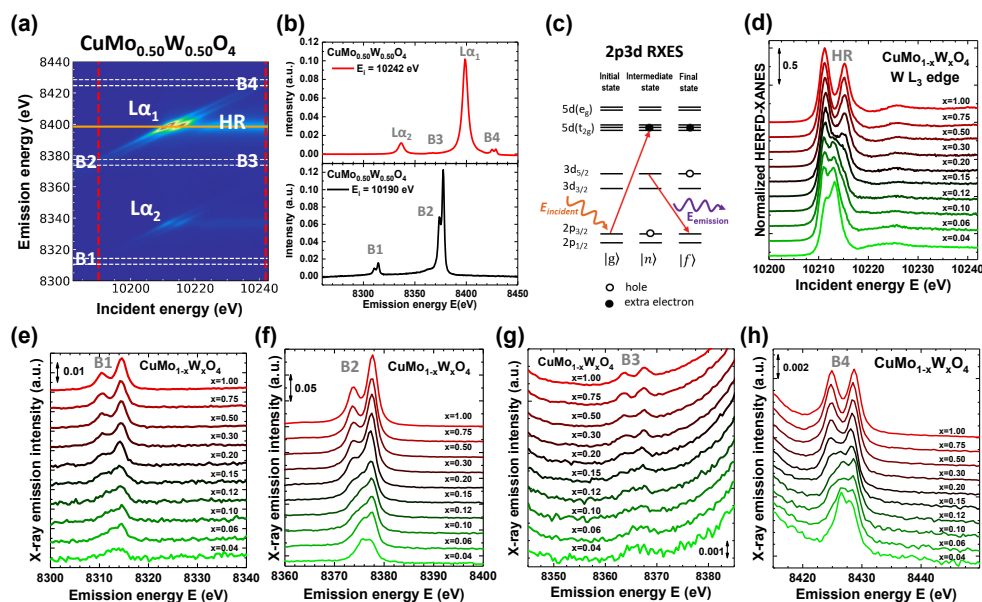 (a)
CuMo0.50W0.50O4
8440
8420
8400
8380
8360
8340
8320
8300
Emission energy (eV)
B4
Lα1
HR
B2
B3
Lα2
B1
10200 10220 10240
Incident energy (eV)
(b)
0.12
0.10
0.08
0.06
0.04
0.02
0.00
Intensity (a.u.)
CuMo0.50W0.50O4
Ei = 10242 eV
Lα1
Lα2
B3
B4
0.12
0.10
0.08
0.06
0.04
0.02
0.00
Intensity (a.u.)
CuMo0.50W0.50O4
Ei = 10190 eV
B2
B1
8300 8350 8400 8450
Emission energy E(eV)
(c)
2p3d RXES
Initial state
Intermediate state
Final state
5d(eg)
5d(t2g)
3d5/2
3d3/2
Eincident
Eemission
2p3/2
2p1/2
|g⟩ |n⟩ |f⟩
hole
extra electron
(d)
0.5
HR
CuMo1-xWxO4
W L3 edge
x=1.00
x=0.75
x=0.50
x=0.30
x=0.20
x=0.15
x=0.12
x=0.10
x=0.06
x=0.04
Normalized HERFD-XANES
10200 10210 10220 10230 10240
Incident energy E (eV)
(e)
0.01
B1
CuMo1-xWxO4
x=1.00
x=0.75
x=0.50
x=0.30
x=0.20
x=0.15
x=0.12
x=0.10
x=0.06
x=0.04
X-ray emission intensity (a.u.)
8300 8310 8320 8330 8340
Emission energy E (eV)
(f)
0.05
B2
CuMo1-xWxO4
x=1.00
x=0.75
x=0.50
x=0.30
x=0.20
x=0.15
x=0.12
x=0.10
x=0.06
x=0.04
X-ray emission intensity (a.u.)
8360 8370 8380 8390 8400
Emission energy E (eV)
(g)
CuMo1-xWxO4
B3
x=1.00
x=0.75
x=0.50
x=0.30
x=0.20
x=0.15
x=0.12
x=0.10
x=0.06
x=0.04
0.001
X-ray emission intensity (a.u.)
8350 8360 8370 8380
Emission energy E (eV)
(h)
0.002
B4
CuMo1-xWxO4
x=1.00
x=0.75
x=0.50
x=0.30
x=0.20
x=0.15
x=0.12
x=0.10
x=0.06
x=0.04
X-ray emission intensity (a.u.)
8420 8430 8440
Emission energy E (eV)